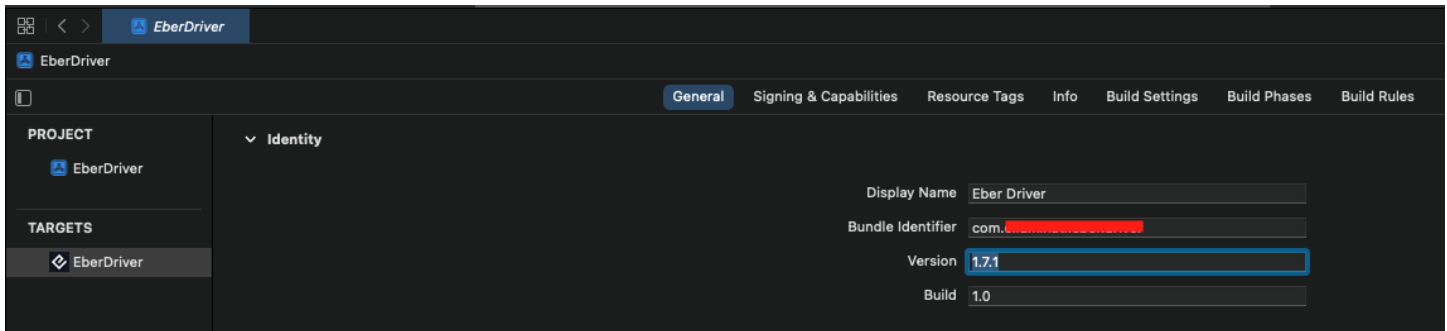 EberDriver
EberDriver
General Signing & Capabilities Resource Tags Info Build Settings Build Phases Build Rules
PROJECT
EberDriver
TARGETS
EberDriver
Identity
Display Name Eber Driver
Bundle Identifier com.
Version 1.7.1
Build 1.0